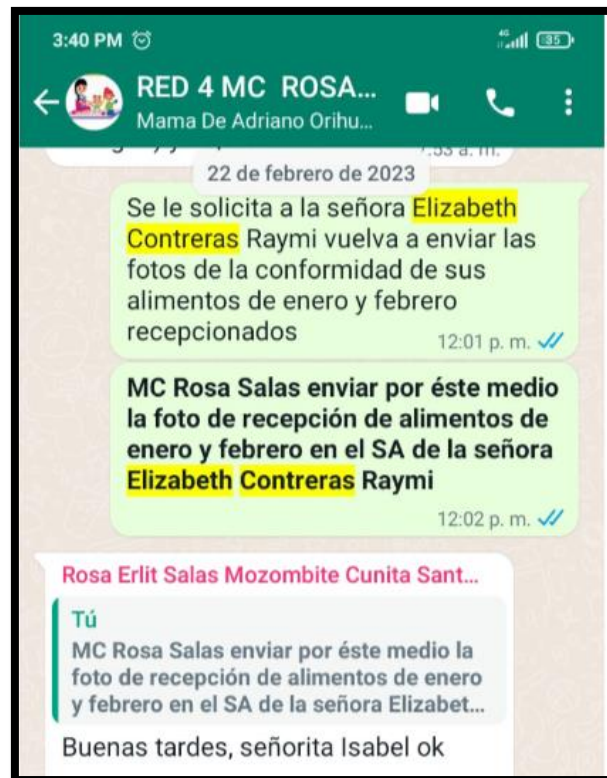 3:40 PM
4G
35
RED 4 MC ROSA...
Mama De Adriano Orihu...
7:53 a. m.
22 de febrero de 2023
Se le solicita a la señora Elizabeth
Contreras Raymi vuelva a enviar las
fotos de la conformidad de sus
alimentos de enero y febrero
recepcionados
12:01 p. m.
MC Rosa Salas enviar por éste medio
la foto de recepción de alimentos de
enero y febrero en el SA de la señora
Elizabeth Contreras Raymi
12:02 p. m.
Rosa Erlit Salas Mozombite Cunita Sant...
Tú
MC Rosa Salas enviar por éste medio la
foto de recepción de alimentos de enero
y febrero en el SA de la señora Elizabet...
Buenas tardes, señorita Isabel ok